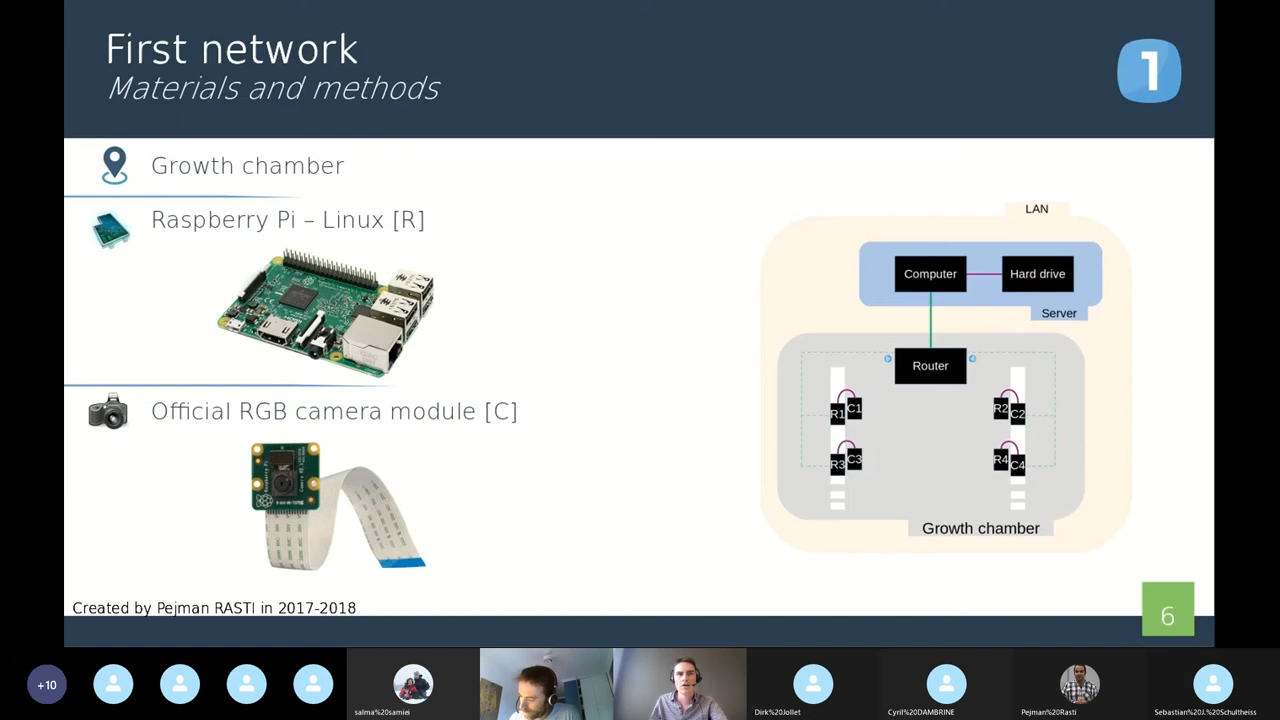 First network
Materials and methods
1
Growth chamber
Raspberry Pi – Linux [R]
Official RGB camera module [C]
LAN
Computer
Hard drive
Server
Router
R1
C1
R2
C2
R3
C3
R4
C4
Growth chamber
Created by Pejman RASTI in 2017-2018
6
+10
salma%20samiei
Dirk%20Jollet
Cyril%20DAMBRINE
Pejman%20Rasti
Sebastian%20J.%20Schultheiss